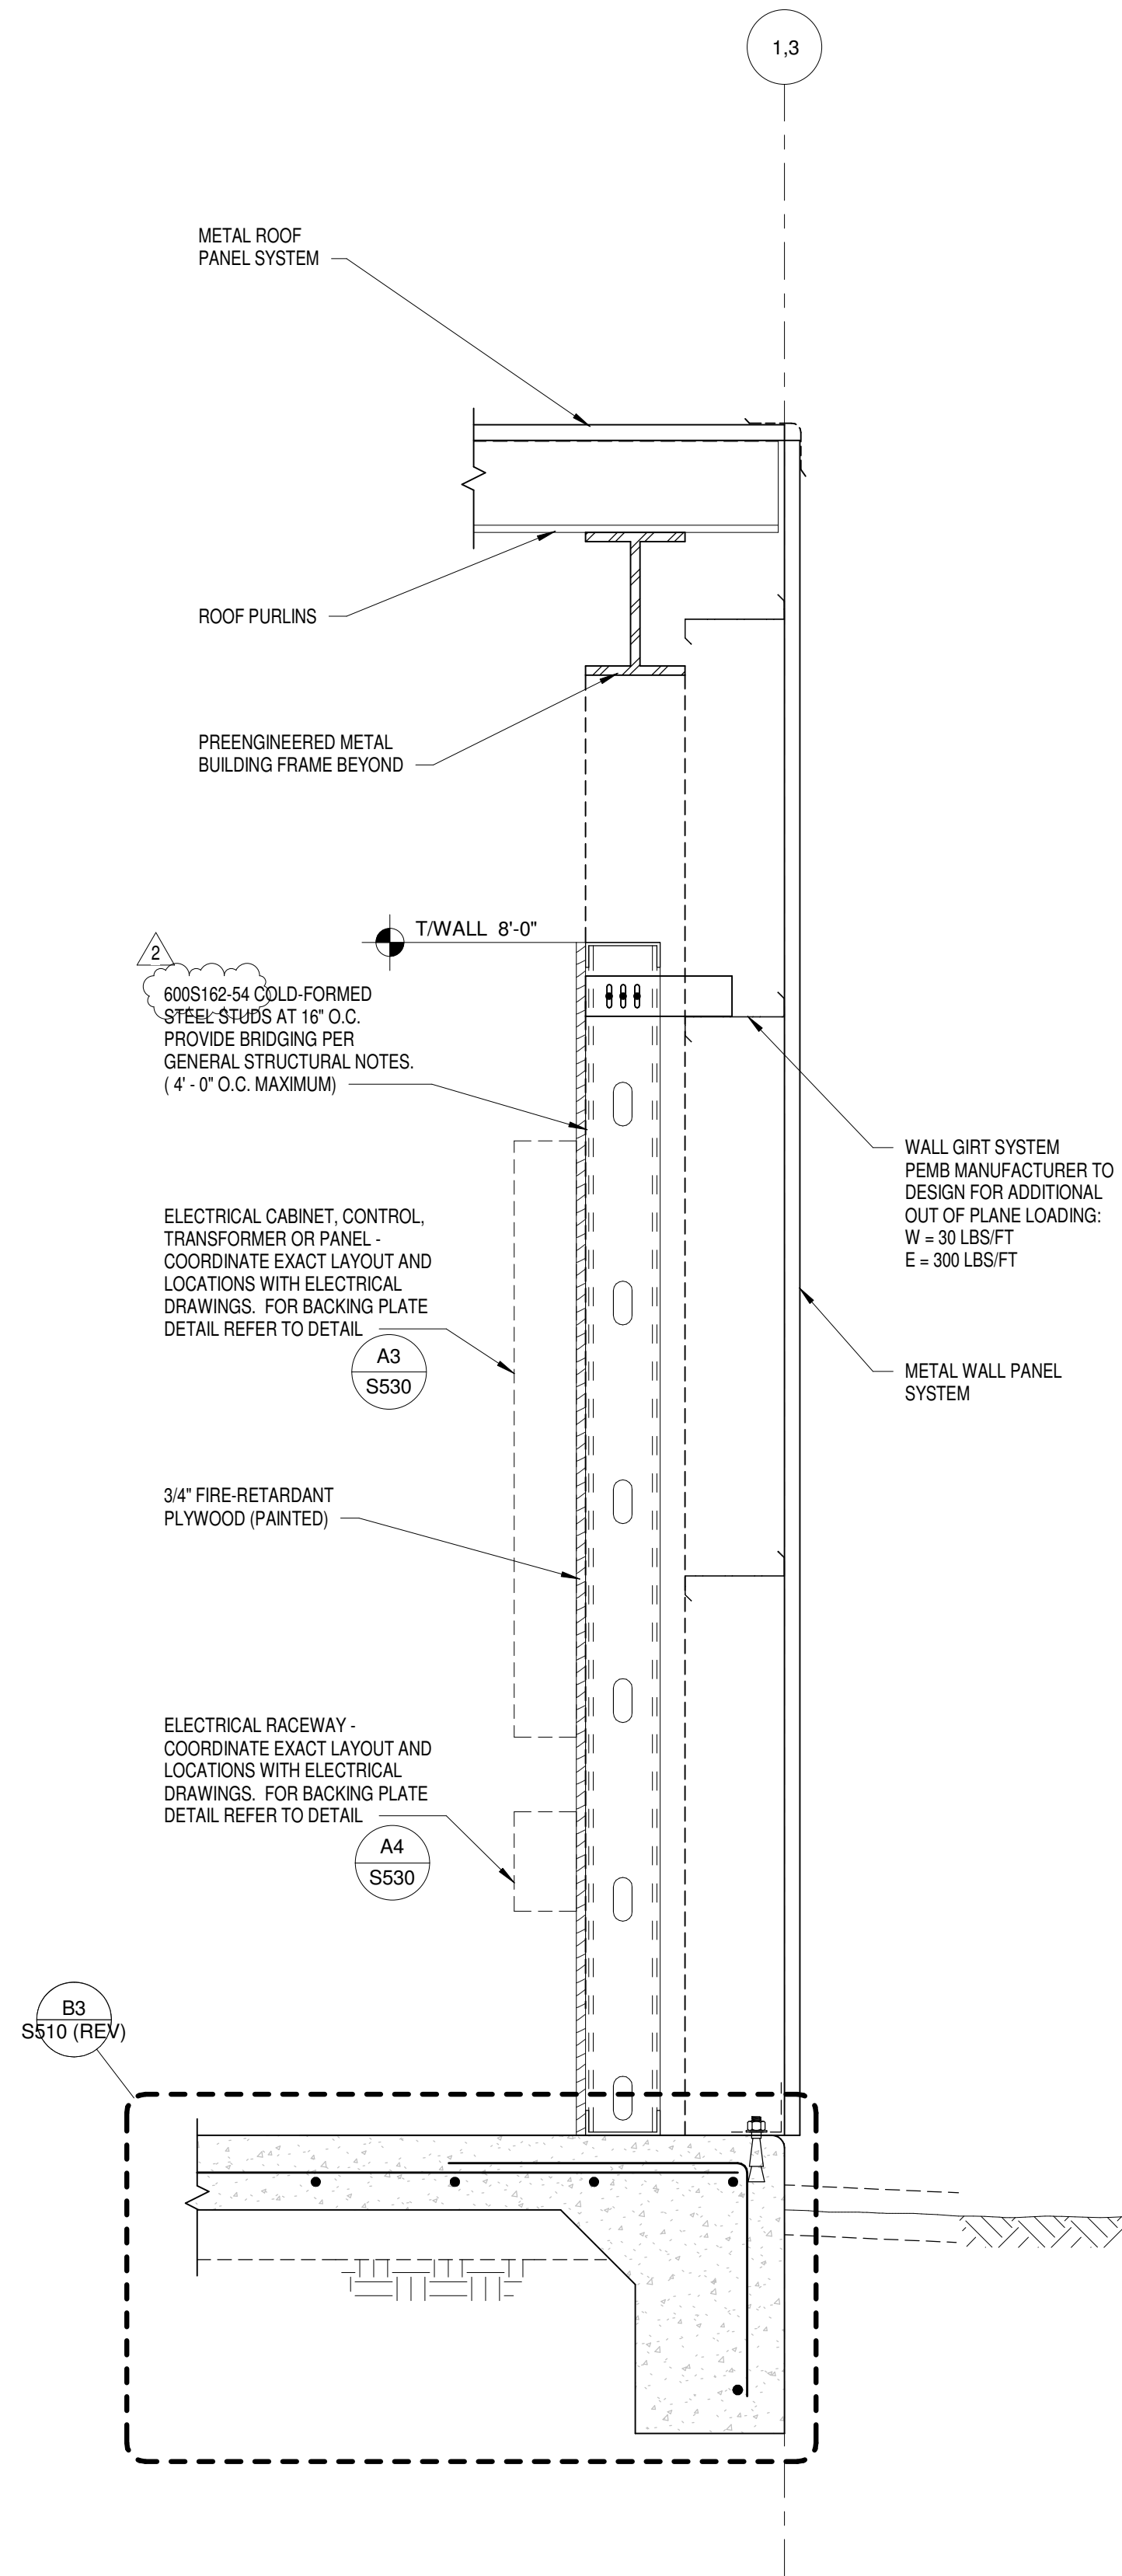 1,3
METAL ROOF
PANEL SYSTEM
ROOF PURLINS
PREENGINEERED METAL
BUILDING FRAME BEYOND
T/WALL 8'-0"
2
600S162-54 COLD-FORMED
STEEL STUDS AT 16" O.C.
PROVIDE BRIDGING PER
GENERAL STRUCTURAL NOTES.
( 4' - 0" O.C. MAXIMUM)
WALL GIRT SYSTEM
PEMB MANUFACTURER TO
DESIGN FOR ADDITIONAL
OUT OF PLANE LOADING:
W = 30 LBS/FT
E = 300 LBS/FT
ELECTRICAL CABINET, CONTROL,
TRANSFORMER OR PANEL -
COORDINATE EXACT LAYOUT AND
LOCATIONS WITH ELECTRICAL
DRAWINGS. FOR BACKING PLATE
DETAIL REFER TO DETAIL
A3
S530
METAL WALL PANEL
SYSTEM
3/4" FIRE-RETARDANT
PLYWOOD (PAINTED)
ELECTRICAL RACEWAY -
COORDINATE EXACT LAYOUT AND
LOCATIONS WITH ELECTRICAL
DRAWINGS. FOR BACKING PLATE
DETAIL REFER TO DETAIL
A4
S530
B3
S510 (REV)